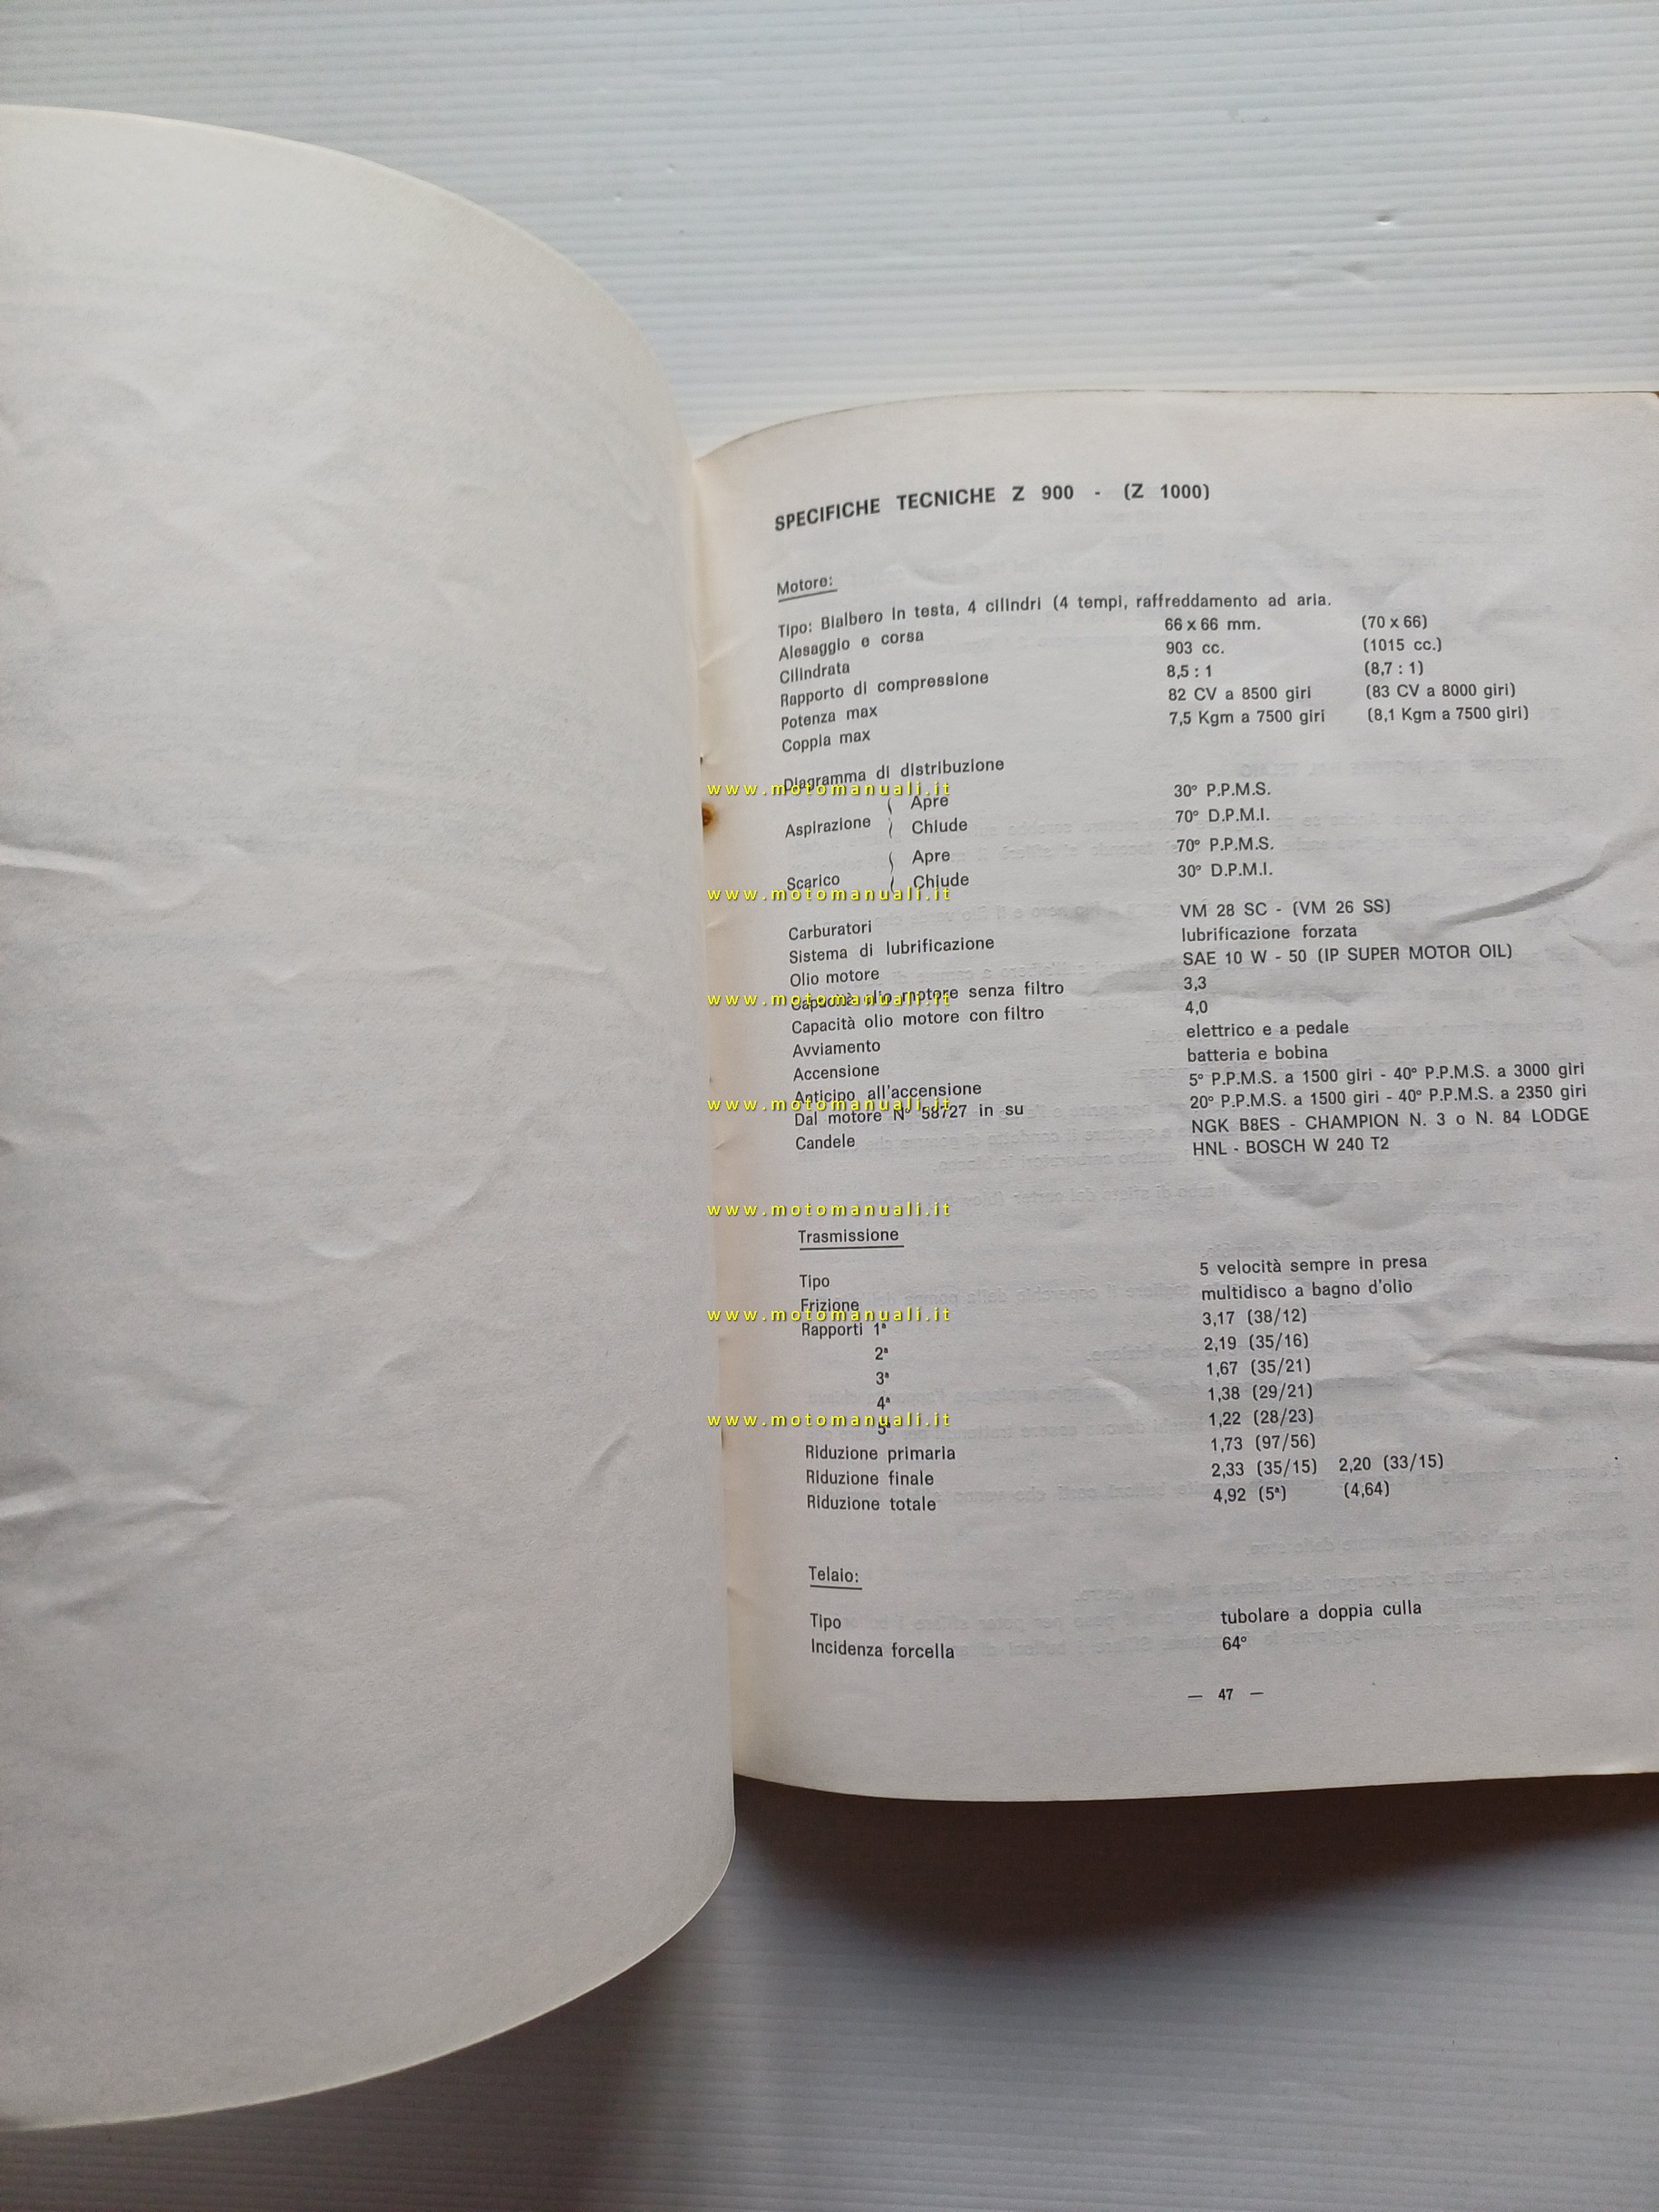 SPECIFICHE TECNICHE Z 900 - (Z 1000)
Motore:
Tipo: Bialbero in testa, 4 cilindri (4 tempi, raffreddamento ad aria.
Alesaggio e corsa 66 x 66 mm. (70 x 66)
Cilindrata 903 cc. (1015 cc.)
Rapporto di compressione 8,5 : 1 (8,7 : 1)
Potenza max 82 CV a 8500 giri (83 CV a 8000 giri)
Coppia max 7,5 Kgm a 7500 giri (8,1 Kgm a 7500 giri)
Diagramma di distribuzione
www.motomanuali.it
Apre 30° P.P.M.S.
Aspirazione
Chiude 70° D.P.M.I.
Apre 70° P.P.M.S.
Scarico
Chiude 30° D.P.M.I.
www.motomanuali.it
Carburatori VM 28 SC - (VM 26 SS)
Sistema di lubrificazione lubrificazione forzata
Olio motore SAE 10 W - 50 (IP SUPER MOTOR OIL)
Capacità olio motore senza filtro 3,3
www.motomanuali.it
Capacità olio motore con filtro 4,0
Avviamento elettrico e a pedale
Accensione batteria e bobina
Anticipo all'accensione 5° P.P.M.S. a 1500 giri - 40° P.P.M.S. a 3000 giri
www.motomanuali.it
Dal motore N° 58727 in su 20° P.P.M.S. a 1500 giri - 40° P.P.M.S. a 2350 giri
Candele NGK B8ES - CHAMPION N. 3 o N. 84 LODGE
HNL - BOSCH W 240 T2
www.motomanuali.it
Trasmissione
Tipo 5 velocità sempre in presa
Frizione multidisco a bagno d'olio
www.motomanuali.it
Rapporti 1ª 3,17 (38/12)
2ª 2,19 (35/16)
3ª 1,67 (35/21)
4ª 1,38 (29/21)
www.motomanuali.it
5ª 1,22 (28/23)
Riduzione primaria 1,73 (97/56)
Riduzione finale 2,33 (35/15) 2,20 (33/15)
Riduzione totale 4,92 (5ª) (4,64)
Telaio:
Tipo tubolare a doppia culla
Incidenza forcella 64°
— 47 —